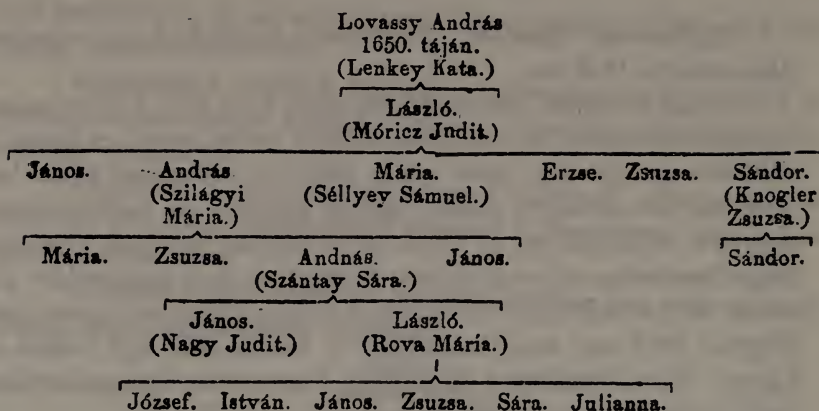 Lovassy András
1650. táján.
(Lenkey Kata.)
László.
(Móricz Jndit.)
János. András Mária. Erzse. Zsuzsa. Sándor.
(Szilágyi (Séllyey Sámuel.) (Knogler
Mária.) Zsuzsa.)
Mária. Zsuzsa. Andnás. János. Sándor.
(Szántay Sára.)
János. László.
(Nagy Judit.) (Rova Mária.)
József. István. János. Zsuzsa. Sára. Julianna.